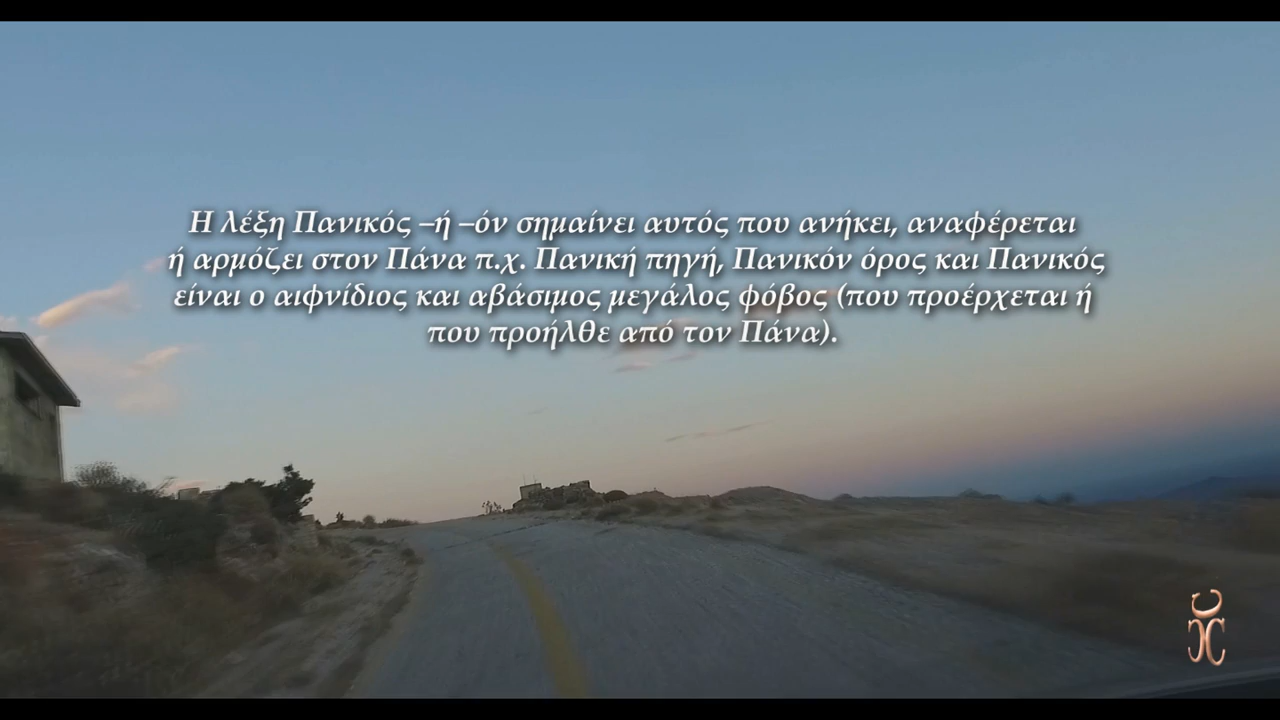 Η λέξη Πανικός –ή –όν σημαίνει αυτός που ανήκει, αναφέρεται
ή αρμόζει στον Πάνα π.χ. Πανική πηγή, Πανικόν όρος και Πανικός
είναι ο αιφνίδιος και αβάσιμος μεγάλος φόβος (που προέρχεται ή
που προήλθε από τον Πάνα).